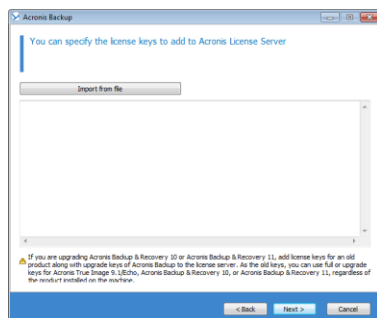 Acronis Backup
You can specify the license keys to add to Acronis License Server
Import from file
If you are upgrading Acronis Backup & Recovery 10 or Acronis Backup & Recovery 11, add license keys for an old
product along with upgrade keys of Acronis Backup to the license server. As the old keys, you can use full or upgrade
keys for Acronis True Image 9.1/Echo, Acronis Backup & Recovery 10, or Acronis Backup & Recovery 11, regardless of
the product installed on the machine.
< Back
Next >
Cancel